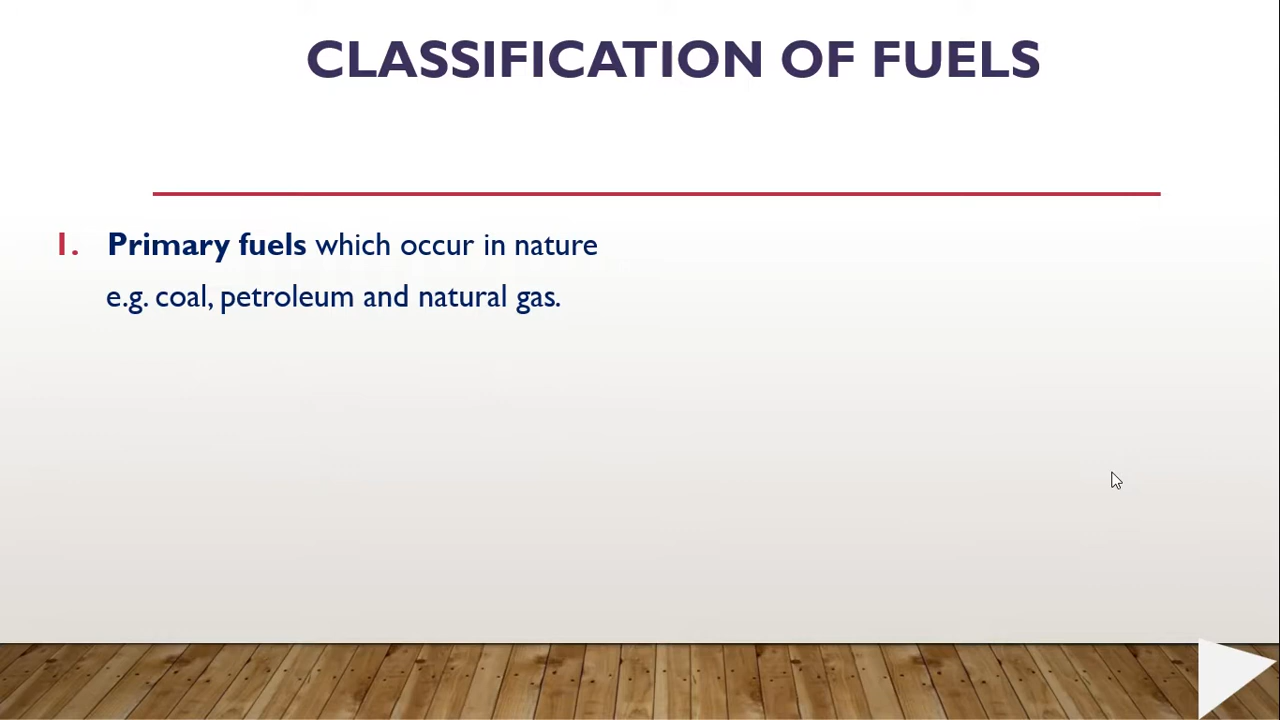 CLASSIFICATION OF FUELS
1. Primary fuels which occur in nature
e.g. coal, petroleum and natural gas.